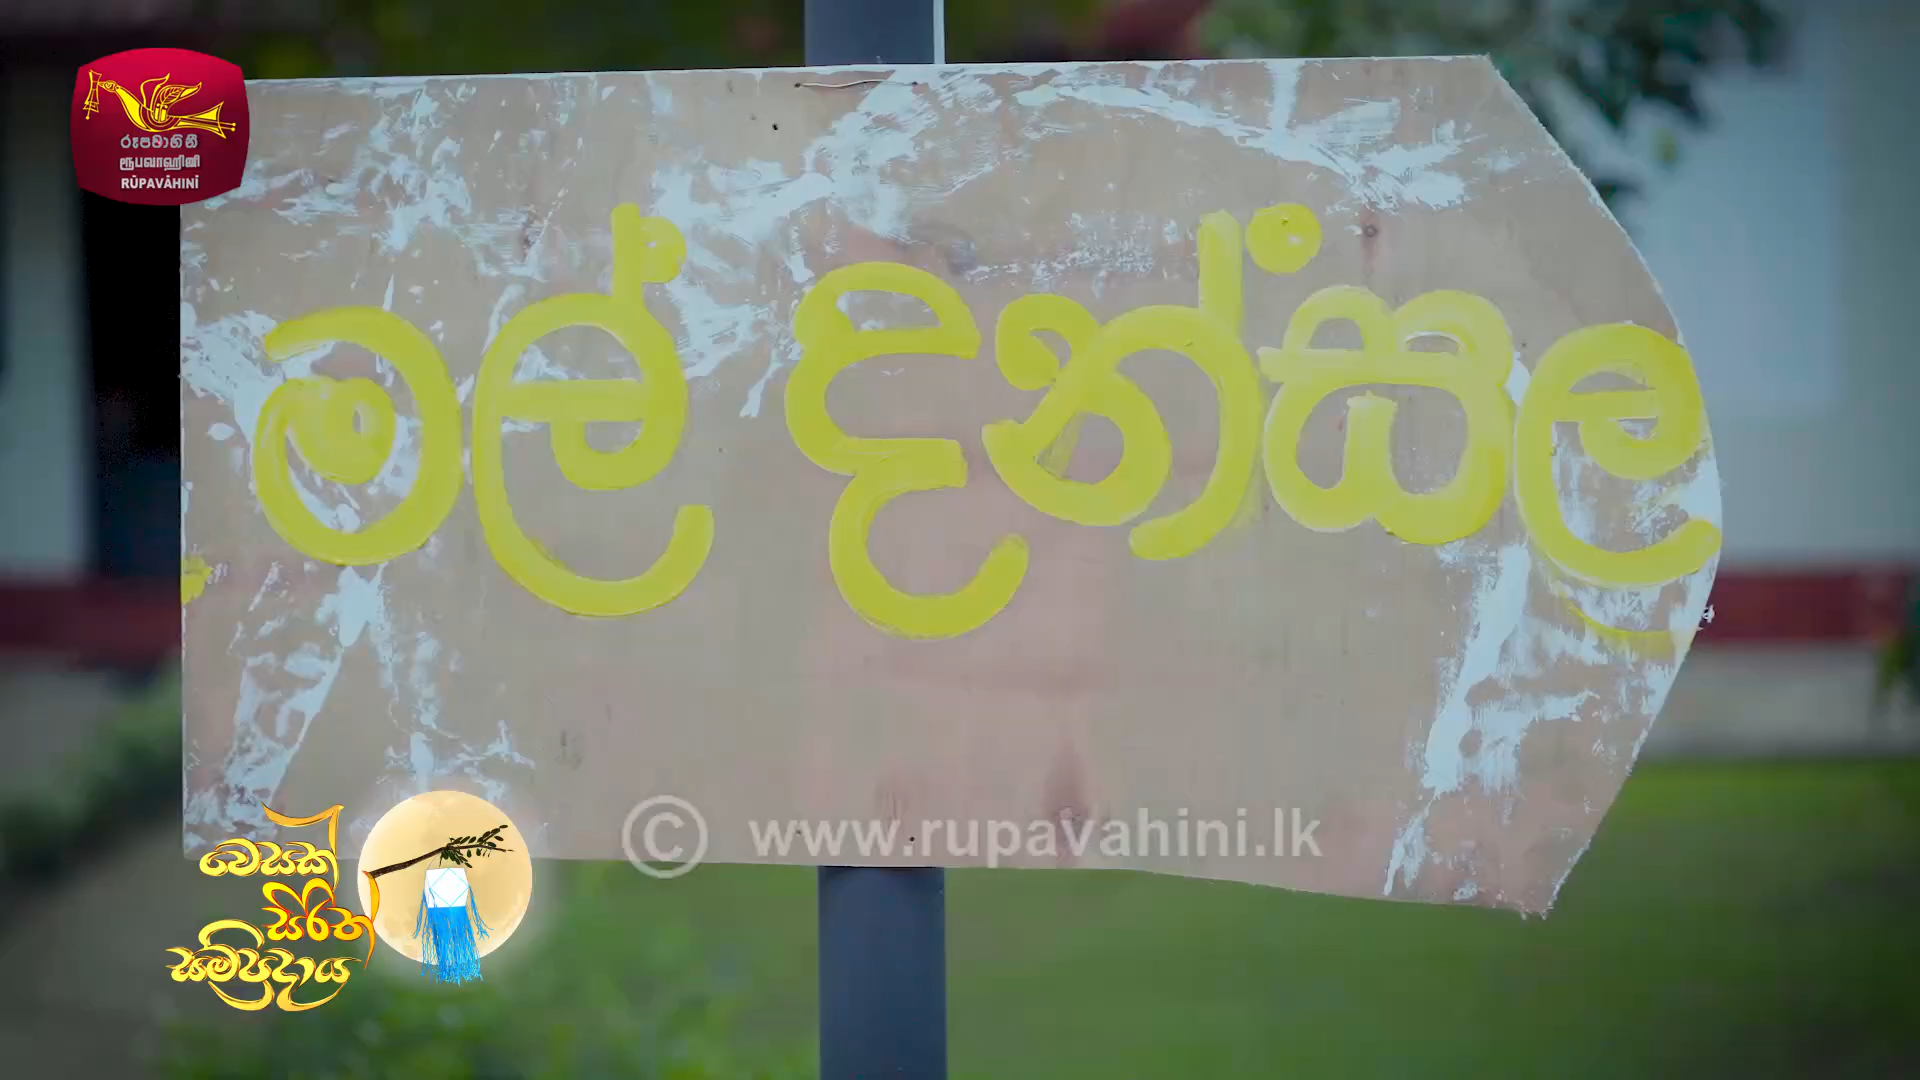 රූපවාහිනී
ரூபவாஹினி
RŪPAVĀHINĪ
මල් දන්සල
© www.rupavahini.lk
වෙසක්
සිරිත්
සම්ප්‍රදාය